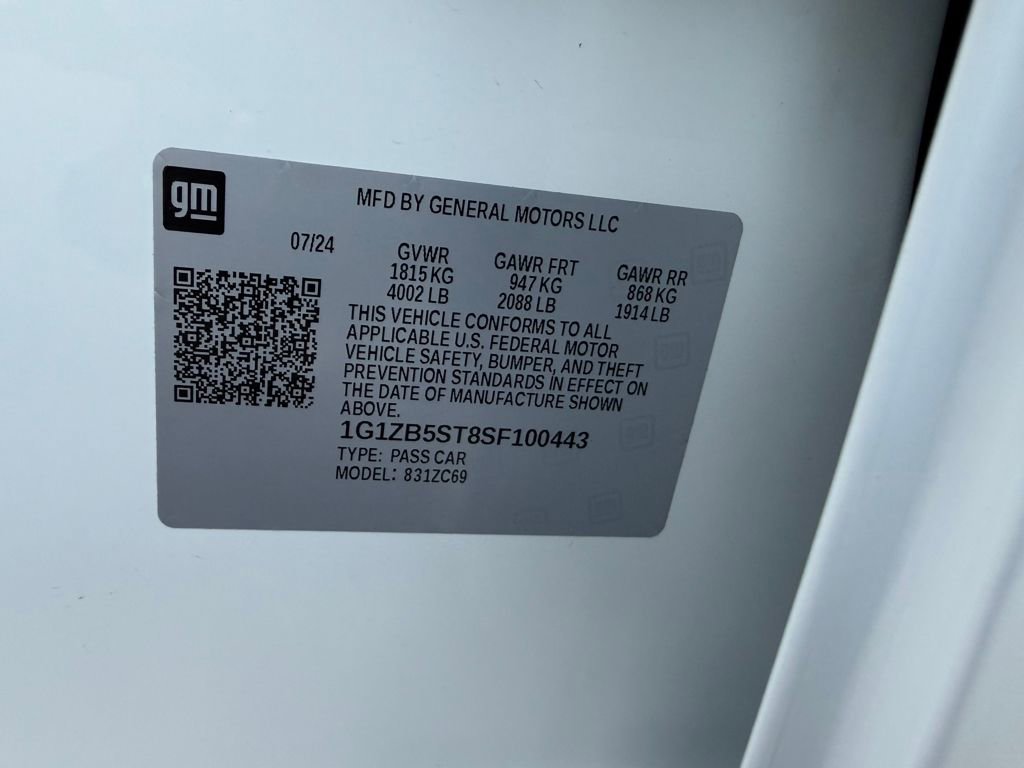 gm
MFD BY GENERAL MOTORS LLC
07/24
GVWR GAWR FRT GAWR RR
1815 KG 947 KG 868 KG
4002 LB 2088 LB 1914 LB
THIS VEHICLE CONFORMS TO ALL
APPLICABLE U.S. FEDERAL MOTOR
VEHICLE SAFETY, BUMPER, AND THEFT
PREVENTION STANDARDS IN EFFECT ON
THE DATE OF MANUFACTURE SHOWN
ABOVE.
1G1ZB5ST8SF100443
TYPE: PASS CAR
MODEL: 831ZC69